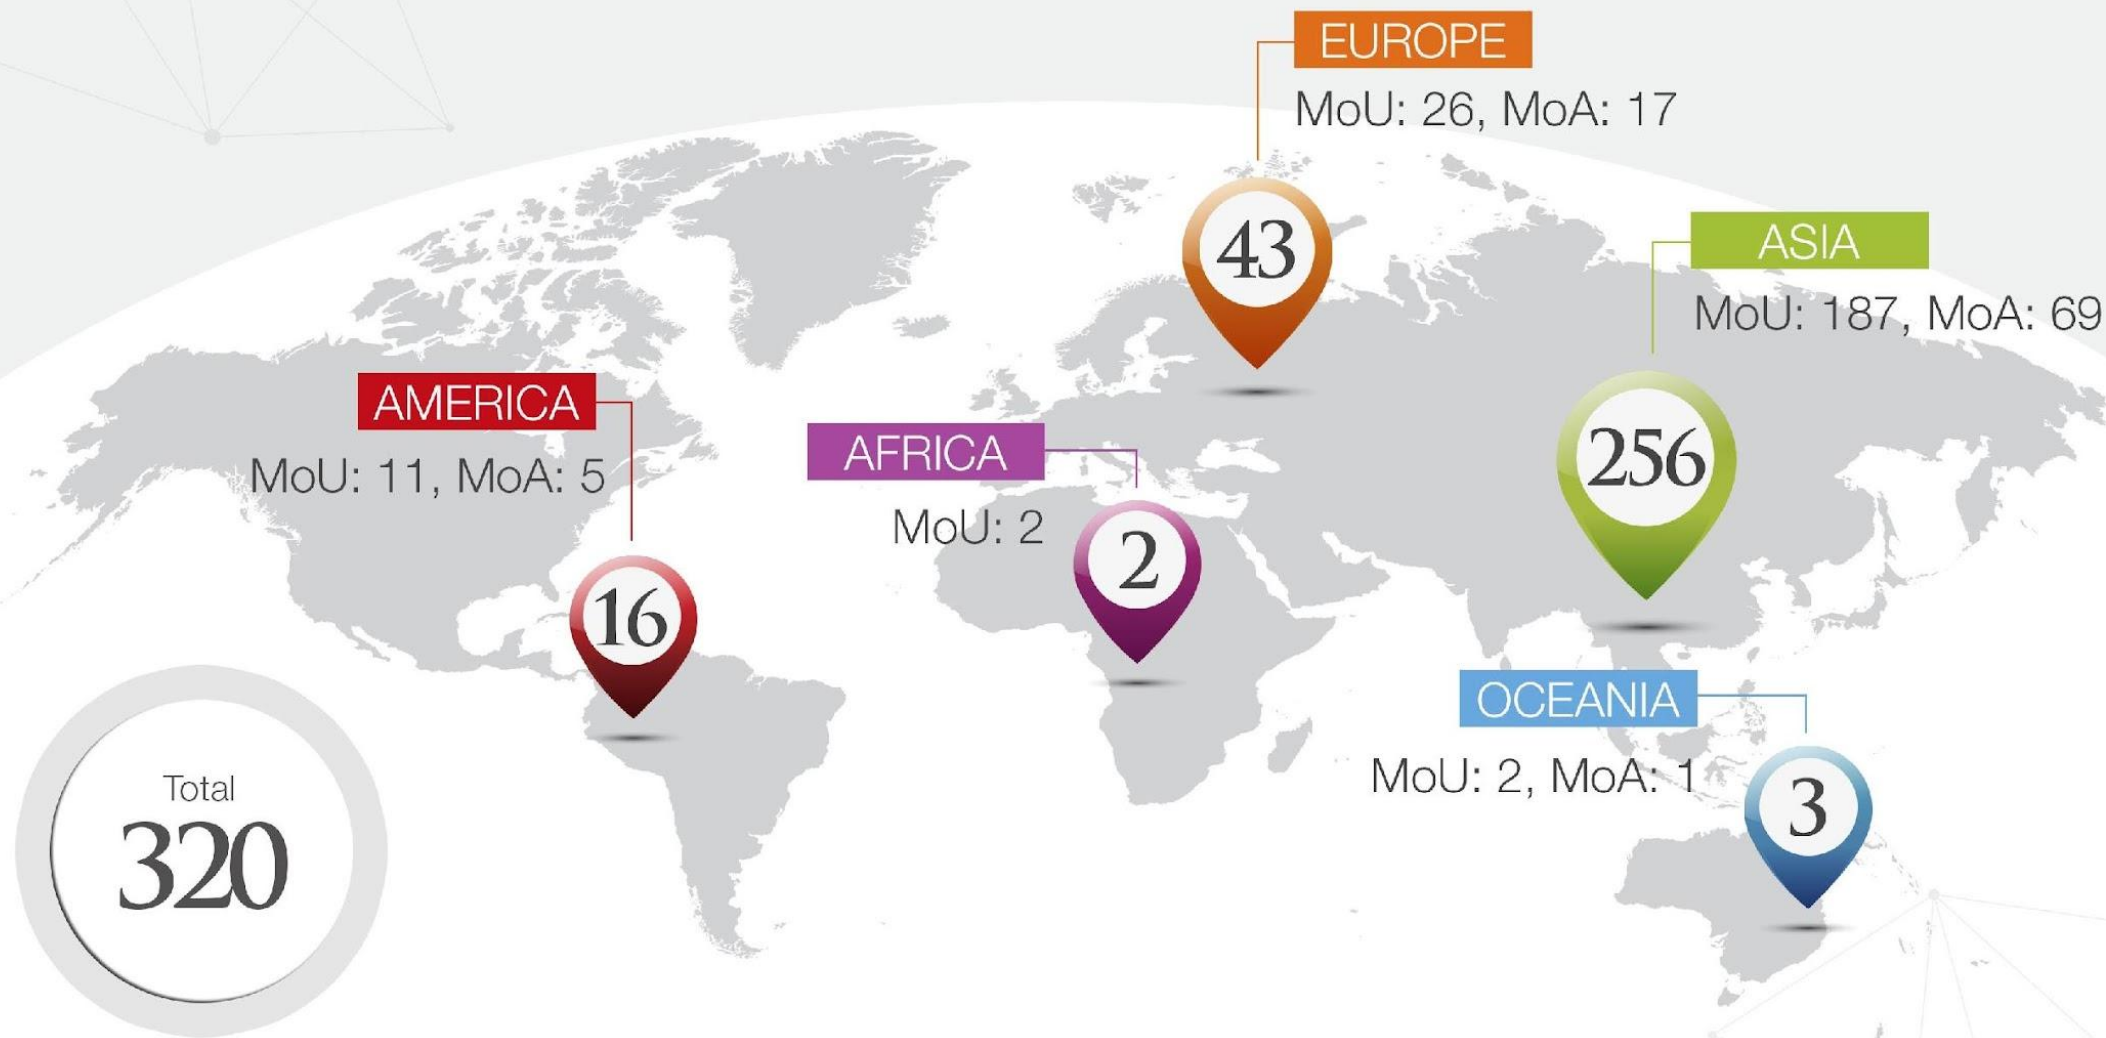 EUROPE
MoU: 26, MoA: 17
43
ASIA
MoU: 187, MoA: 69
256
AMERICA
MoU: 11, MoA: 5
16
AFRICA
MoU: 2
2
OCEANIA
MoU: 2, MoA: 1
3
Total
320